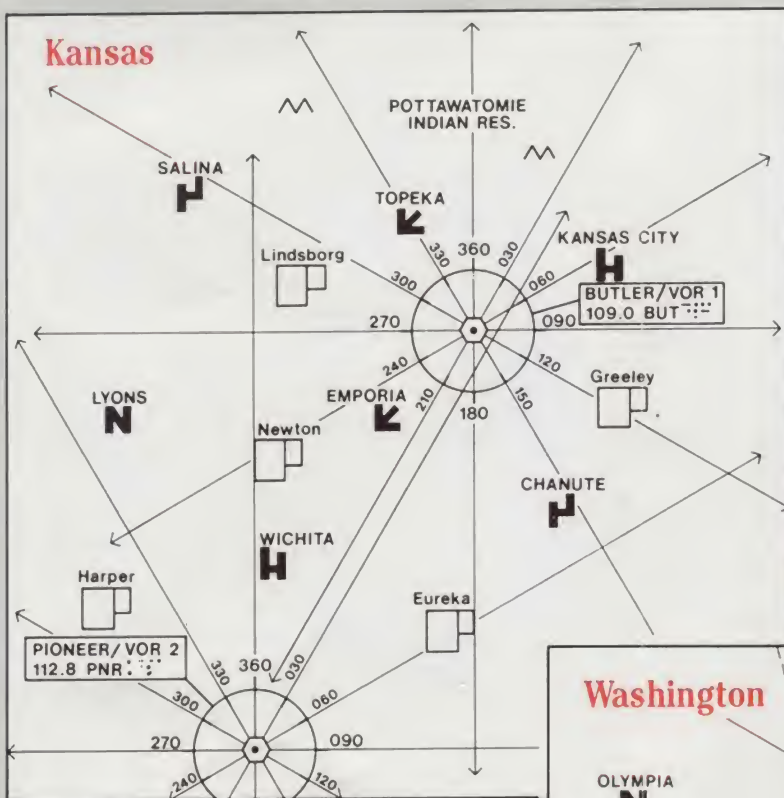 Kansas
POTTAWATOMIE
INDIAN RES.
SALINA
TOPEKA
KANSAS CITY
Lindsborg
330
360
030
300
060
BUTLER/VOR 1
109.0 BUT
270
090
240
120
Greeley
LYONS
EMPORIA
210
150
Newton
180
CHANUTE
WICHITA
Harper
Eureka
PIONEER/VOR 2
112.8 PNR
330
360
030
300
060
Washington
270
090
240
120
OLYMPIA